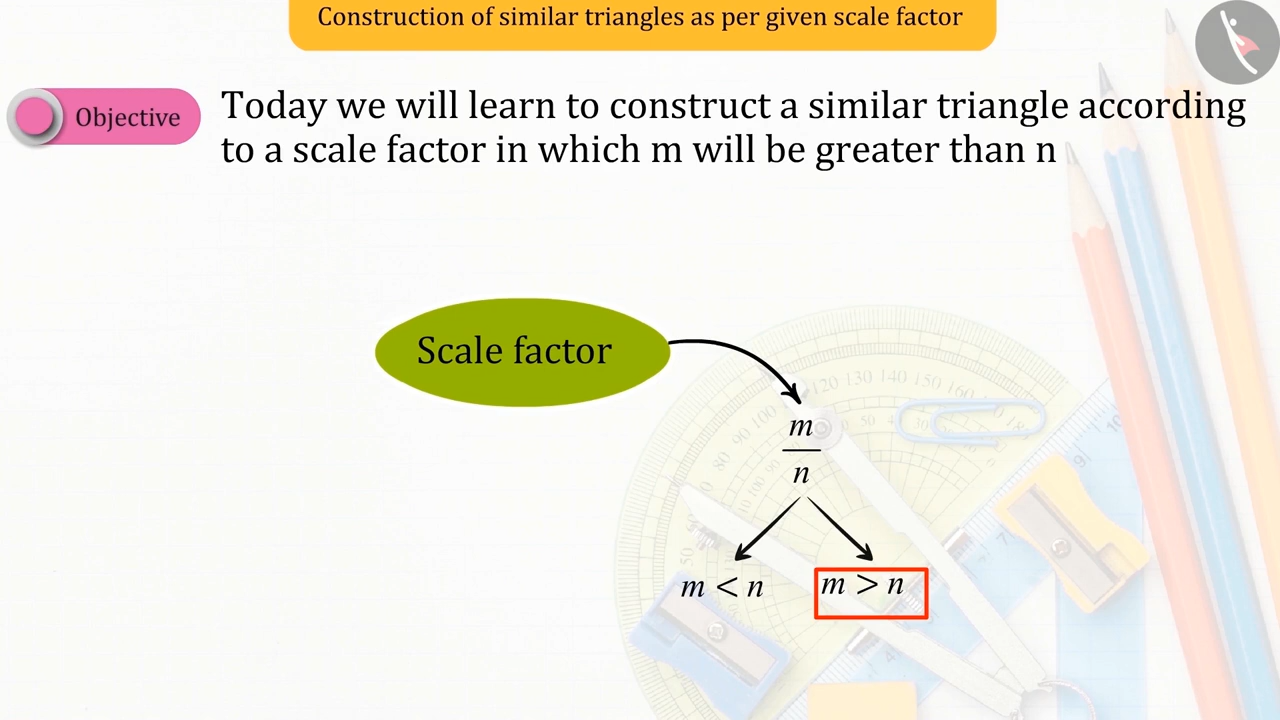 Construction of similar triangles as per given scale factor
Objective
Today we will learn to construct a similar triangle according
to a scale factor in which m will be greater than n
Scale factor
m
n
m < n
m > n